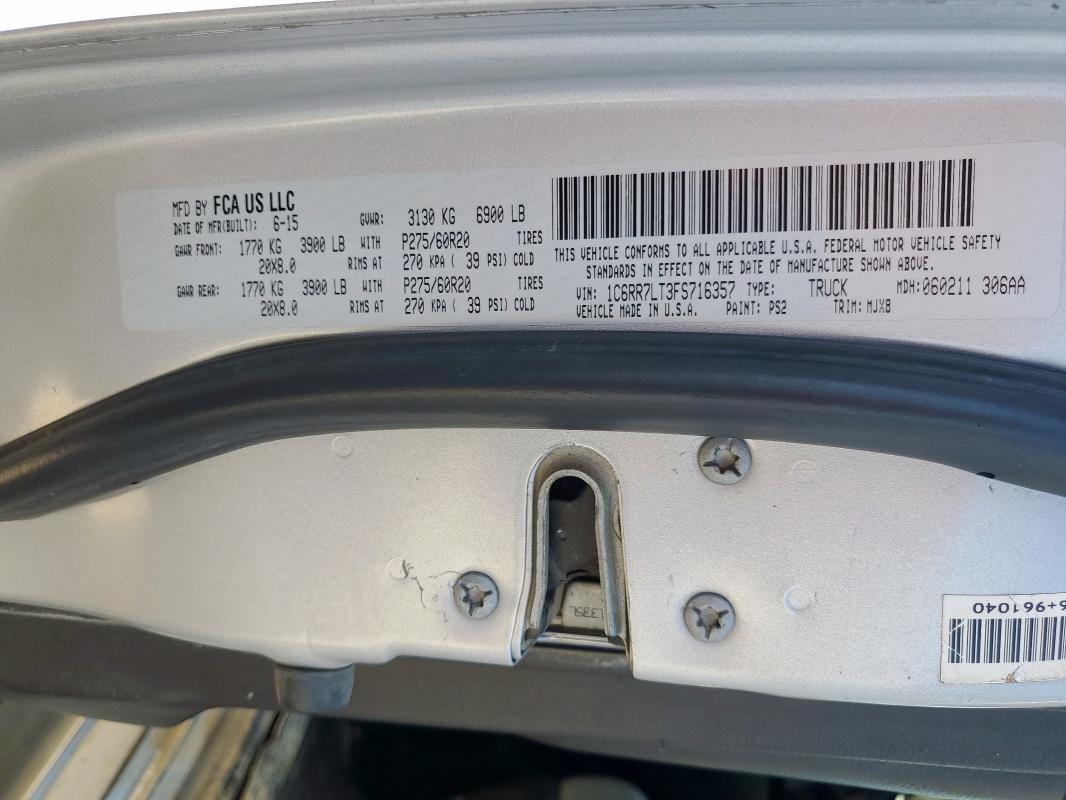 MFD BY FCA US LLC
DATE OF MFR(BUILT): 6-15 GVWR: 3130 KG 6900 LB
GAWR FRONT: 1770 KG 3900 LB WITH P275/60R20 TIRES
20X8.0 RIMS AT 270 KPA ( 39 PSI) COLD
GAWR REAR: 1770 KG 3900 LB WITH P275/60R20 TIRES
20X8.0 RIMS AT 270 KPA ( 39 PSI) COLD
THIS VEHICLE CONFORMS TO ALL APPLICABLE U.S.A. FEDERAL MOTOR VEHICLE SAFETY
STANDARDS IN EFFECT ON THE DATE OF MANUFACTURE SHOWN ABOVE.
VIN: 1C6RR7LT3FS716357 TYPE: TRUCK MDH: 060211 306AA
VEHICLE MADE IN U.S.A. PAINT: PS2 TRIM: MJX8